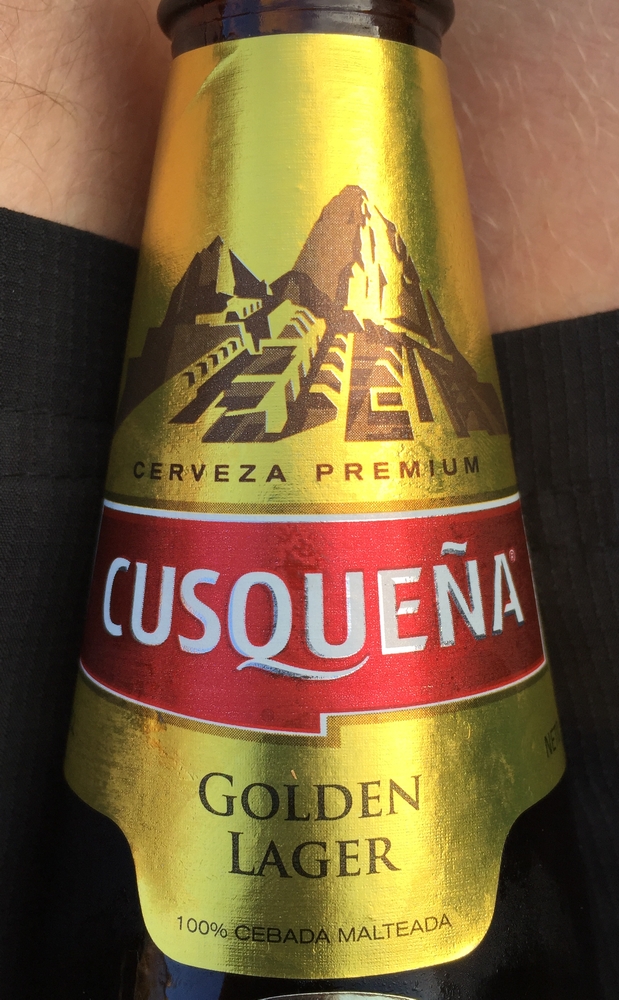 CERVEZA PREMIUM
CUSQUEÑA®
GOLDEN
LAGER
100% CEBADA MALTEADA